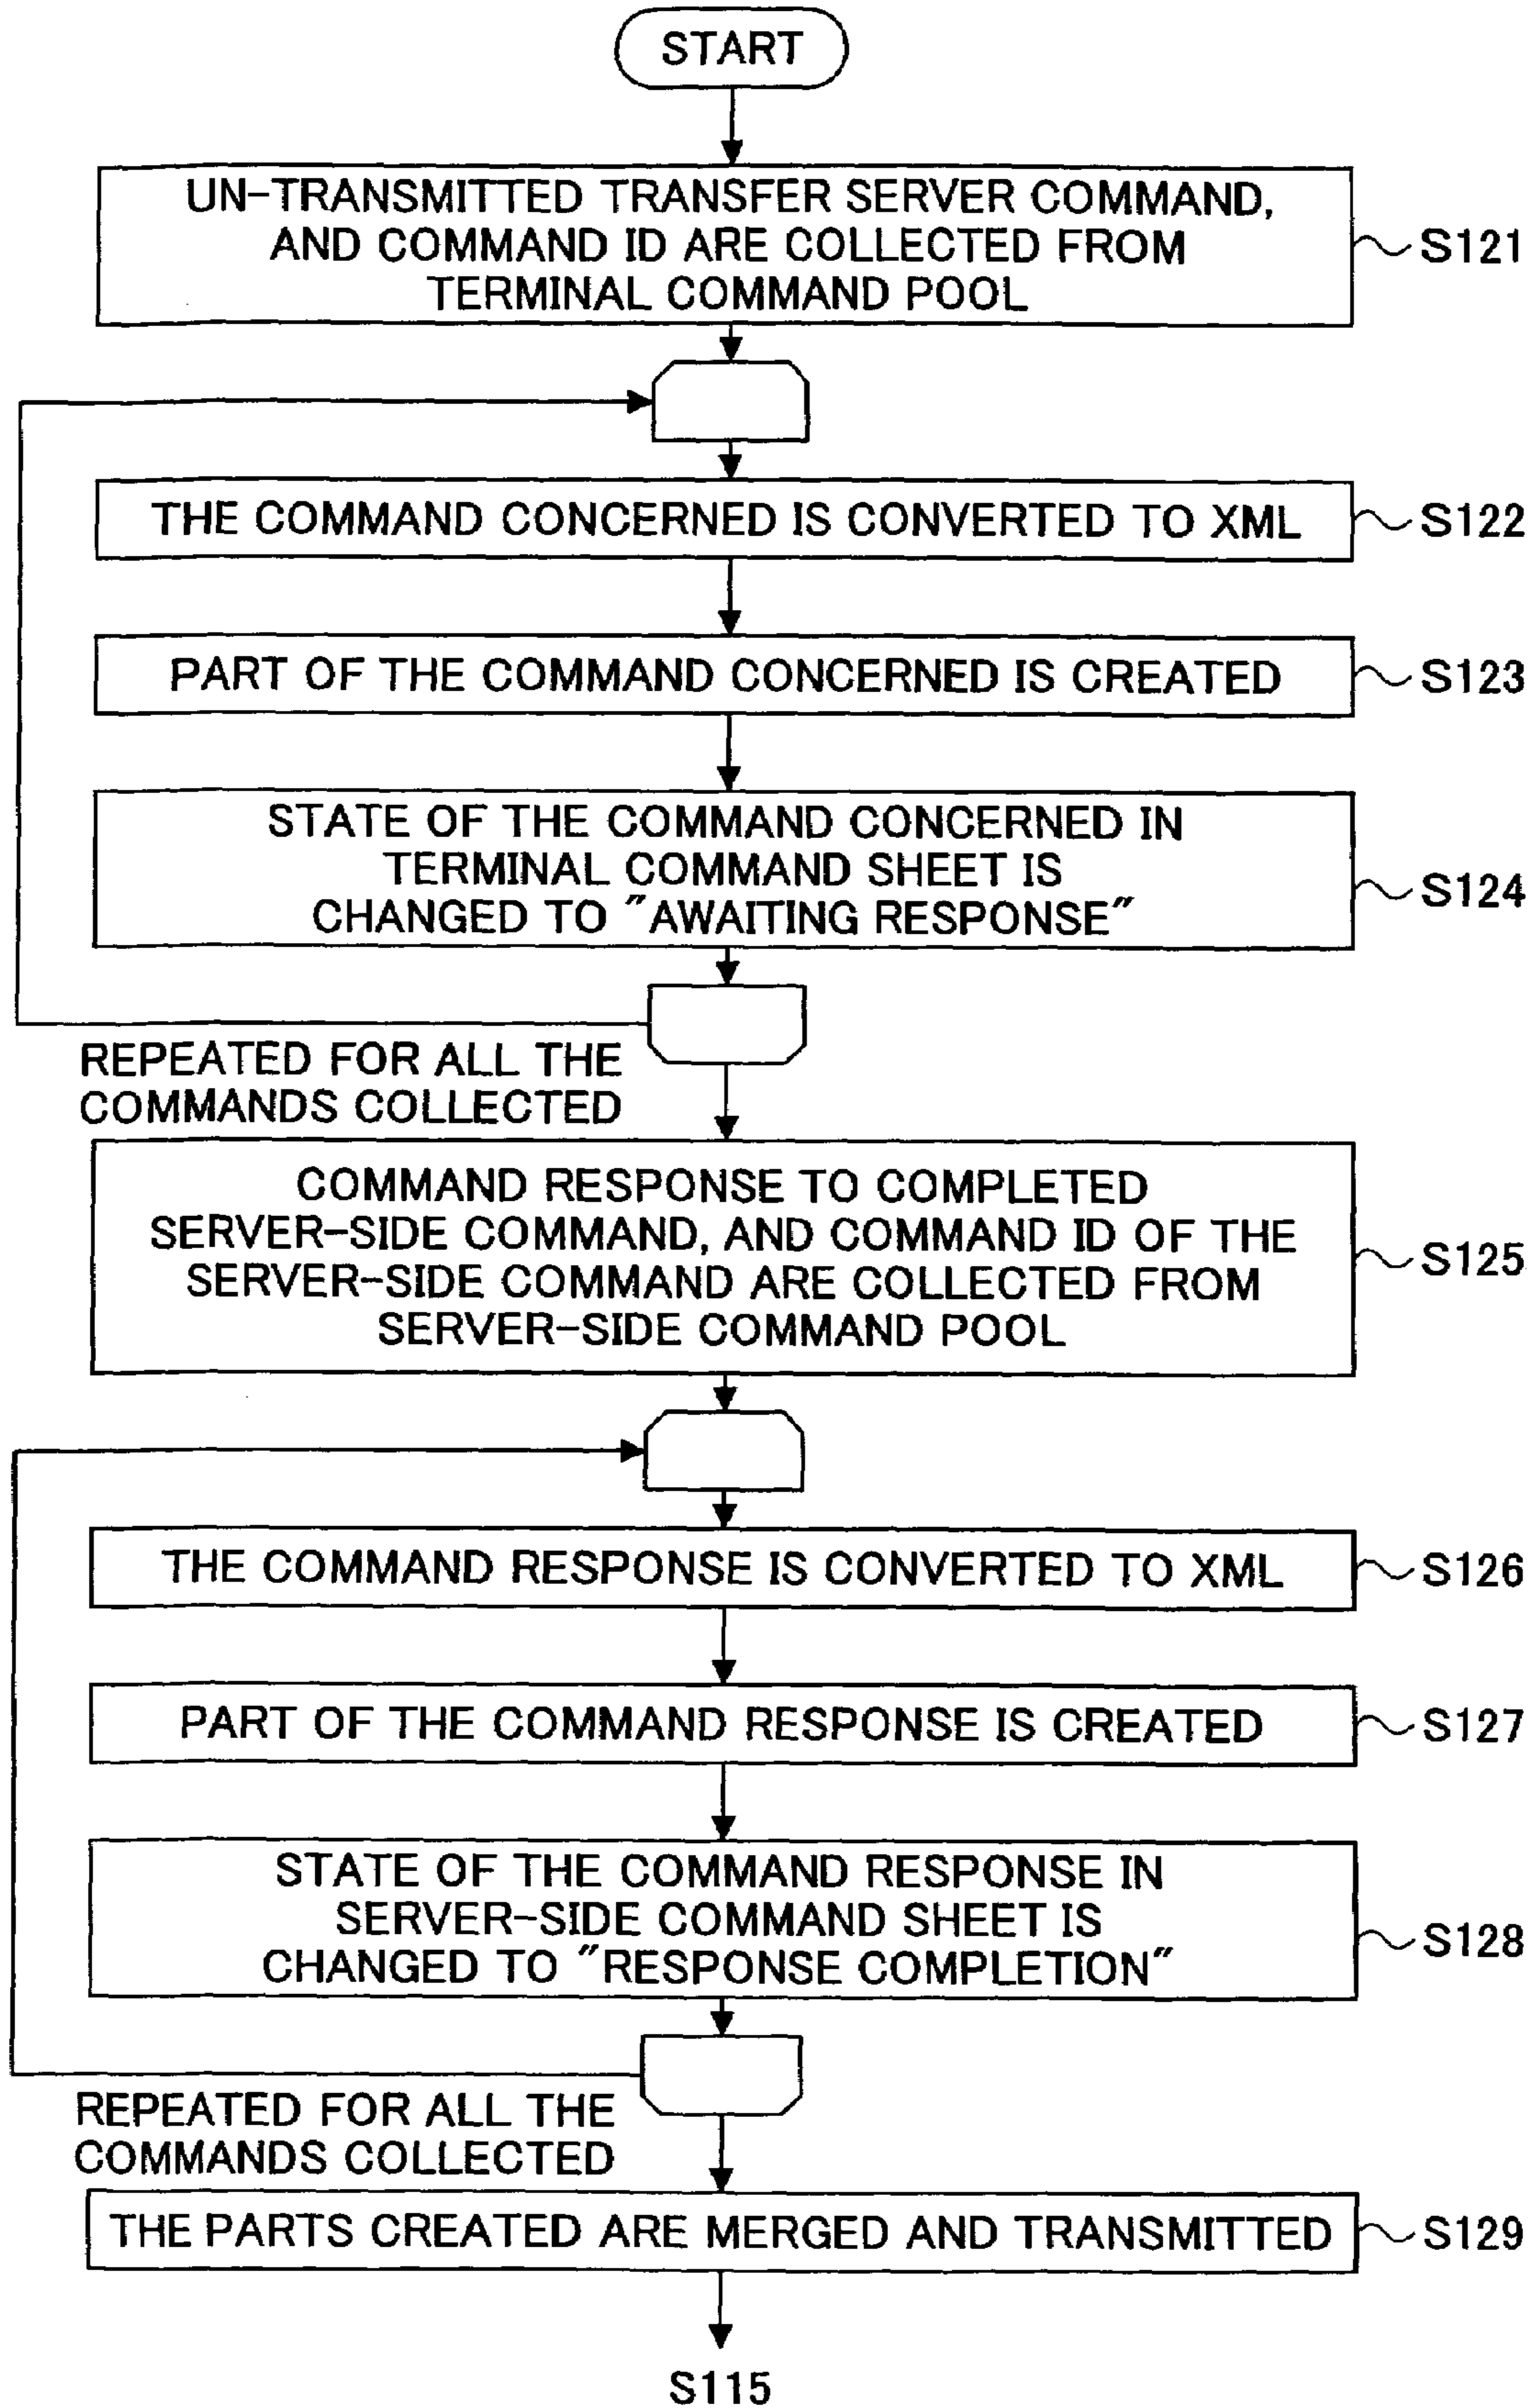 START
UN-TRANSMITTED TRANSFER SERVER COMMAND,
AND COMMAND ID ARE COLLECTED FROM
TERMINAL COMMAND POOL
S121
THE COMMAND CONCERNED IS CONVERTED TO XML
S122
PART OF THE COMMAND CONCERNED IS CREATED
S123
STATE OF THE COMMAND CONCERNED IN
TERMINAL COMMAND SHEET IS
CHANGED TO "AWAITING RESPONSE"
S124
REPEATED FOR ALL THE
COMMANDS COLLECTED
COMMAND RESPONSE TO COMPLETED
SERVER-SIDE COMMAND, AND COMMAND ID OF THE
SERVER-SIDE COMMAND ARE COLLECTED FROM
SERVER-SIDE COMMAND POOL
S125
THE COMMAND RESPONSE IS CONVERTED TO XML
S126
PART OF THE COMMAND RESPONSE IS CREATED
S127
STATE OF THE COMMAND RESPONSE IN
SERVER-SIDE COMMAND SHEET IS
CHANGED TO "RESPONSE COMPLETION"
S128
REPEATED FOR ALL THE
COMMANDS COLLECTED
THE PARTS CREATED ARE MERGED AND TRANSMITTED
S129
S115